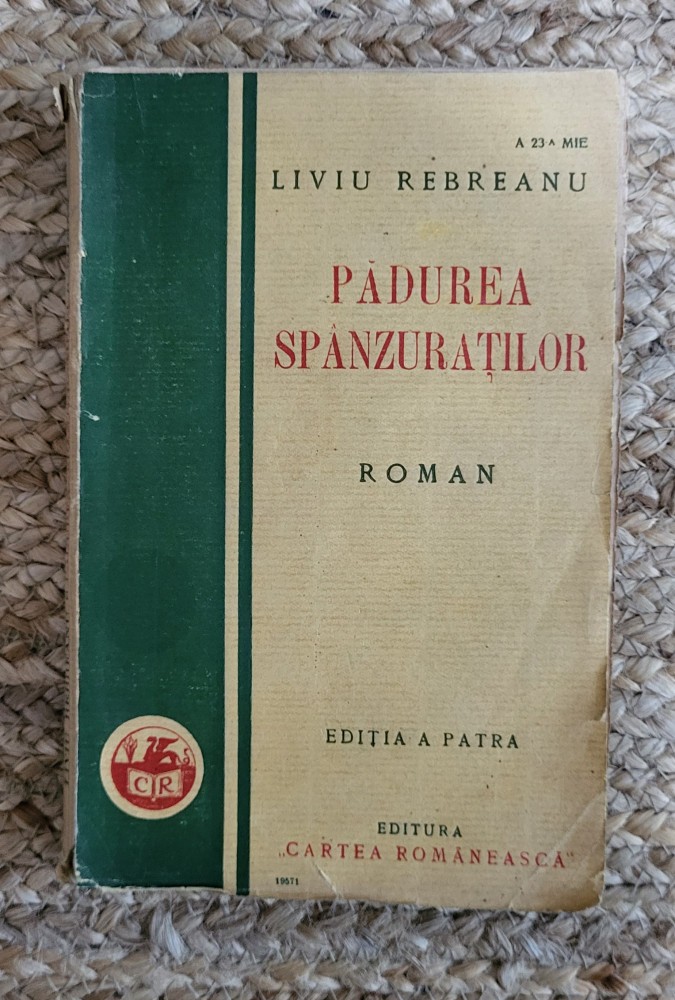 A 23-A MIE
LIVIU REBREANU
PĂDUREA
SPÂNZURAȚILOR
ROMAN
EDIȚIA A PATRA
CR
EDITURA
„CARTEA ROMÂNEASCĂ"
19571